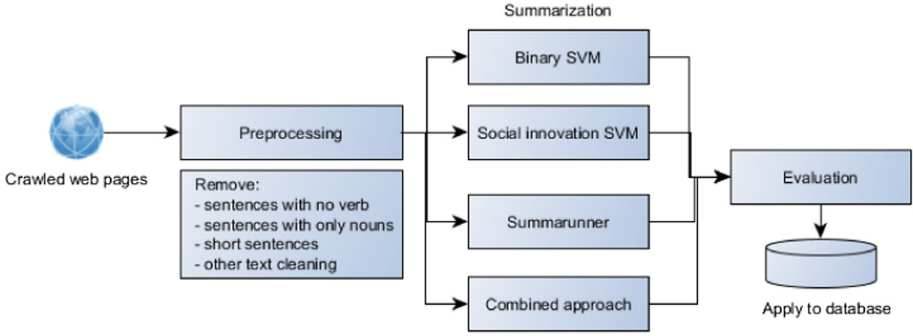 Summarization
Crawled web pages
Preprocessing
Remove:
- sentences with no verb
- sentences with only nouns
- short sentences
- other text cleaning
Binary SVM
Social innovation SVM
Summarunner
Combined approach
Evaluation
Apply to database